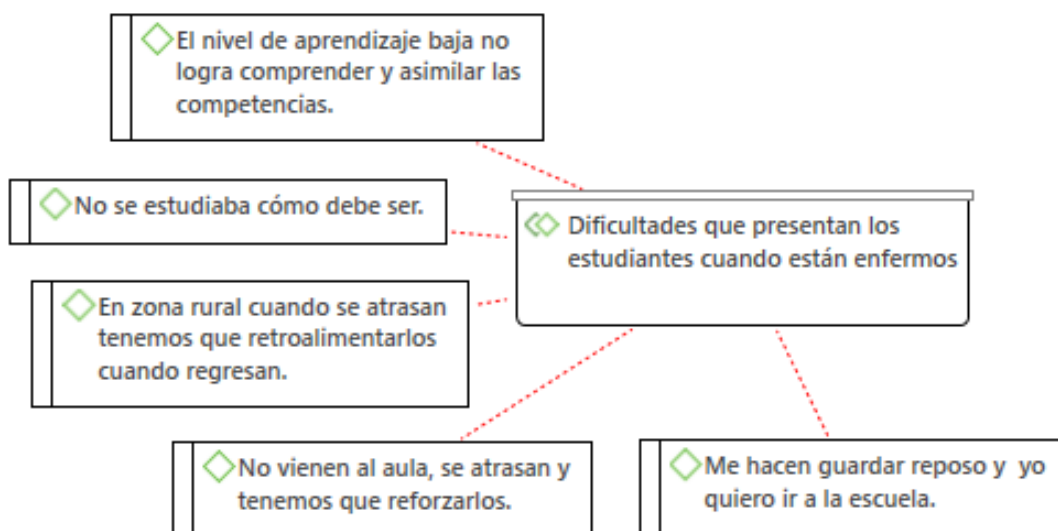 El nivel de aprendizaje baja no
logra comprender y asimilar las
competencias.
No se estudiaba cómo debe ser.
Dificultades que presentan los
estudiantes cuando están enfermos
En zona rural cuando se atrasan
tenemos que retroalimentarlos
cuando regresan.
No vienen al aula, se atrasan y
tenemos que reforzarlos.
Me hacen guardar reposo y  yo
quiero ir a la escuela.